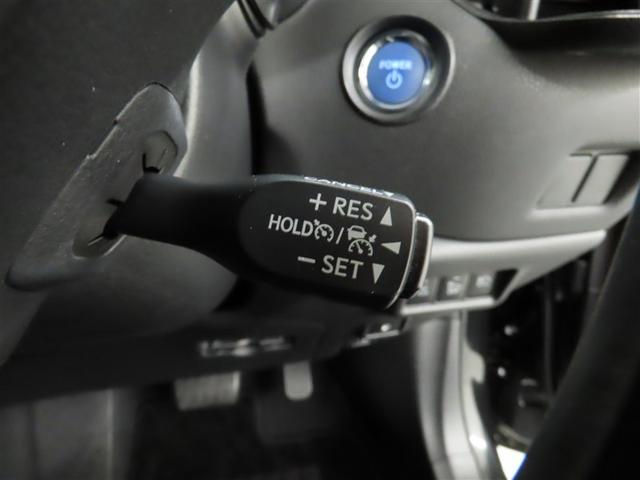 POWER
CANCEL
+ RES ▲
HOLD / ◀
− SET ▼